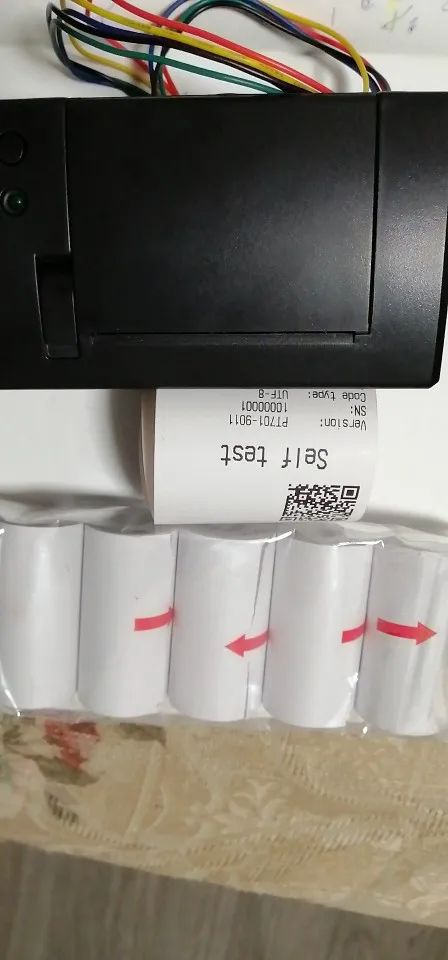 Self test
Version: PT701-9011
SN: 10000001
Code type: UTF-8